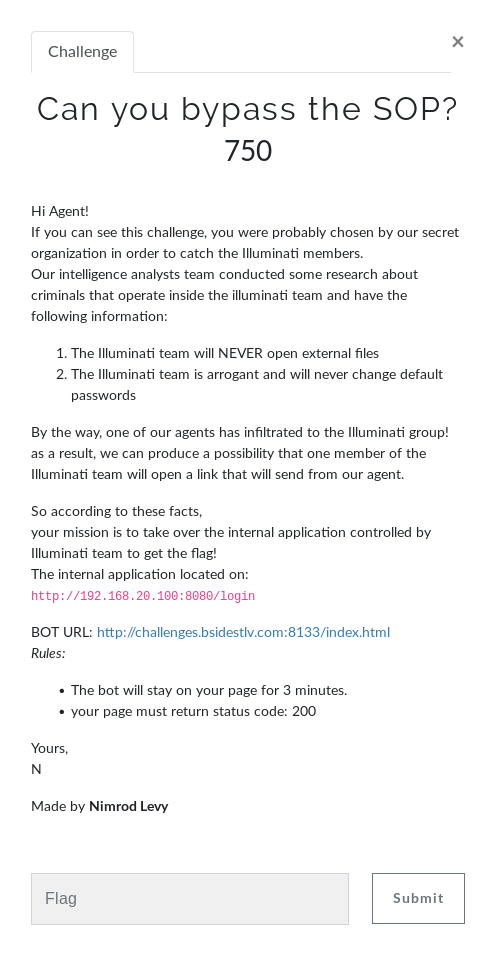 Challenge
×
Can you bypass the SOP?
750
Hi Agent!
If you can see this challenge, you were probably chosen by our secret
organization in order to catch the Illuminati members.
Our intelligence analysts team conducted some research about
criminals that operate inside the illuminati team and have the
following information:
1. The Illuminati team will NEVER open external files
2. The Illuminati team is arrogant and will never change default
passwords
By the way, one of our agents has infiltrated to the Illuminati group!
as a result, we can produce a possibility that one member of the
Illuminati team will open a link that will send from our agent.
So according to these facts,
your mission is to take over the internal application controlled by
Illuminati team to get the flag!
The internal application located on:
http://192.168.20.100:8080/login
BOT URL: http://challenges.bsidestlv.com:8133/index.html
Rules:
• The bot will stay on your page for 3 minutes.
• your page must return status code: 200
Yours,
N
Made by Nimrod Levy
Flag
Submit